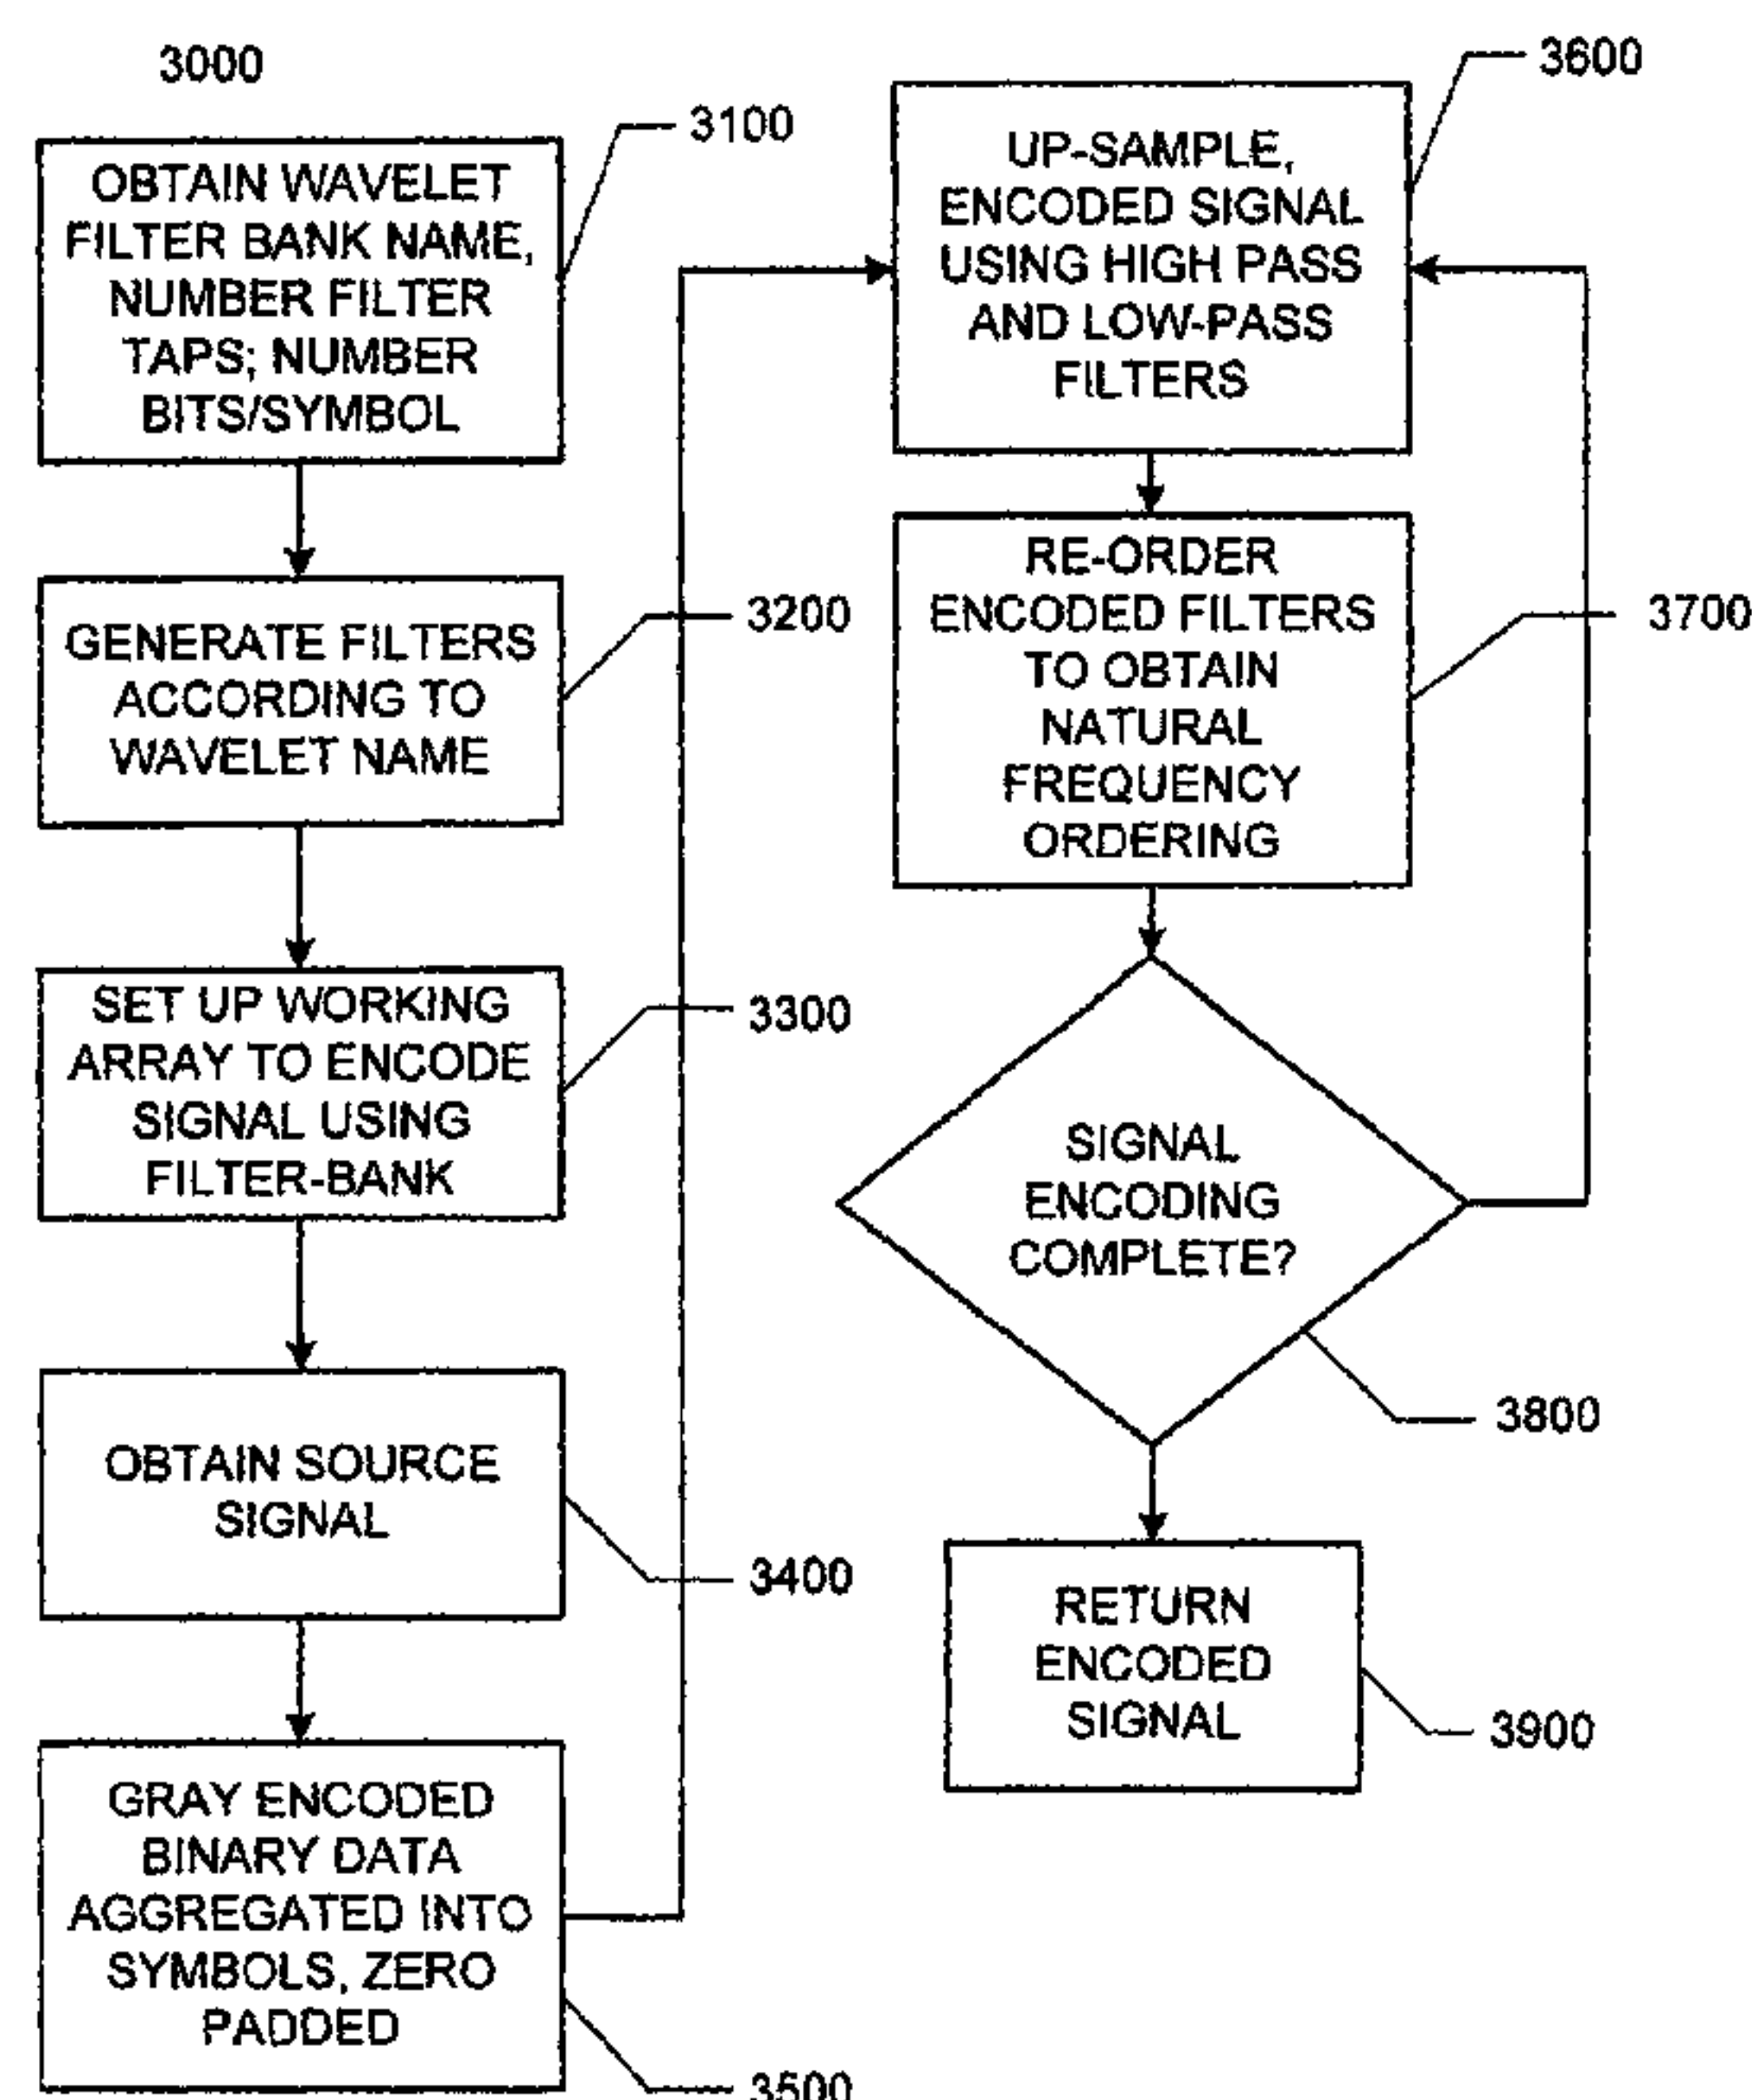 3000
3100
OBTAIN WAVELET
FILTER BANK NAME,
NUMBER FILTER
TAPS; NUMBER
BITS/SYMBOL
3200
GENERATE FILTERS
ACCORDING TO
WAVELET NAME
3300
SET UP WORKING
ARRAY TO ENCODE
SIGNAL USING
FILTER-BANK
OBTAIN SOURCE
SIGNAL
3400
GRAY ENCODED
BINARY DATA
AGGREGATED INTO
SYMBOLS, ZERO
PADDED
3500
3600
UP-SAMPLE,
ENCODED SIGNAL
USING HIGH PASS
AND LOW-PASS
FILTERS
RE-ORDER
ENCODED FILTERS
TO OBTAIN
NATURAL
FREQUENCY
ORDERING
3700
SIGNAL
ENCODING
COMPLETE?
3800
RETURN
ENCODED
SIGNAL
3900